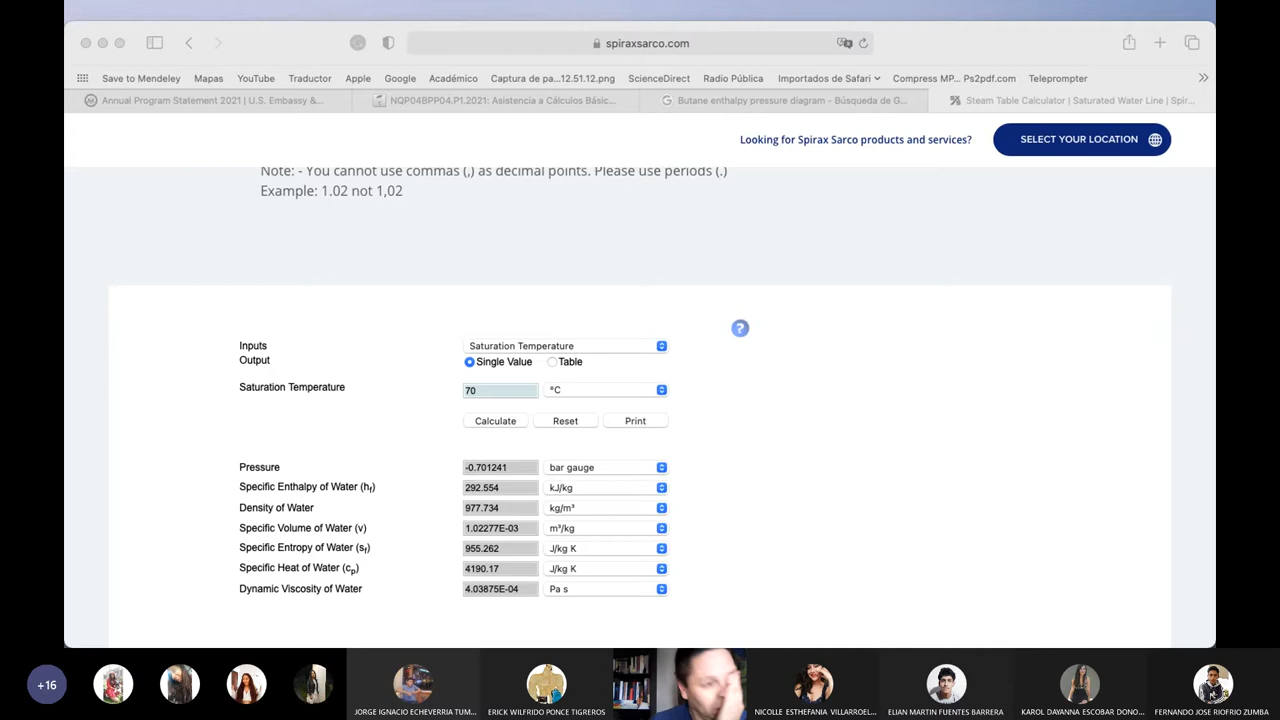 spiraxsarco.com
Save to Mendeley Mapas YouTube Traductor Apple Google Académico Captura de pa...12.51.12.png ScienceDirect Radio Pública Importados de Safari Compress MP... Ps2pdf.com Teleprompter
Annual Program Statement 2021 | U.S. Embassy &... NQP04BPP04.P1.2021: Asistencia a Cálculos Básic... Butane enthalpy pressure diagram - Búsqueda de G... Steam Table Calculator | Saturated Water Line | Spir...
Looking for Spirax Sarco products and services? SELECT YOUR LOCATION
Note: - You cannot use commas (,) as decimal points. Please use periods (.)
Example: 1.02 not 1,02
?
Inputs Saturation Temperature
Output Single Value Table
Saturation Temperature 70 °C
Calculate Reset Print
Pressure -0.701241 bar gauge
Specific Enthalpy of Water (hf) 292.554 kJ/kg
Density of Water 977.734 kg/m³
Specific Volume of Water (v) 1.02277E-03 m³/kg
Specific Entropy of Water (sf) 955.262 J/kg K
Specific Heat of Water (cp) 4190.17 J/kg K
Dynamic Viscosity of Water 4.03875E-04 Pa s
+16
JORGE IGNACIO ECHEVERRIA TUM... ERICK WILFRIDO PONCE TIGREROS NICOLLE ESTHEFANIA VILLARROEL... ELIAN MARTIN FUENTES BARRERA KAROL DAYANNA ESCOBAR DONO... FERNANDO JOSE RIOFRIO ZUMBA